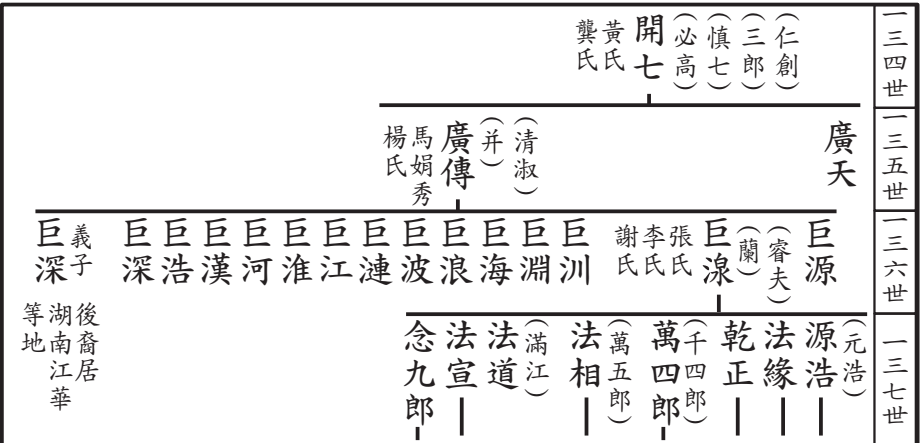 一三四世
（仁創）
（三郎）
（慎七）
（必高）
開七
黃氏
龔氏
一三五世
廣天
（清淑）
（并）
廣傳
馬娟秀
楊氏
一三六世
巨源
（睿夫）
（蘭）
巨湶
張氏
李氏
謝氏
巨汌
巨淵
巨海
巨浪
巨波
巨漣
巨江
巨淮
巨河
巨漢
巨浩
巨深
義子
巨深
後裔居
湖南江華
等地
一三七世
（元浩）
源浩
法緣
乾正
（千四郎）
萬四郎
（萬五郎）
法相
（滿江）
法道
法宣
念九郎